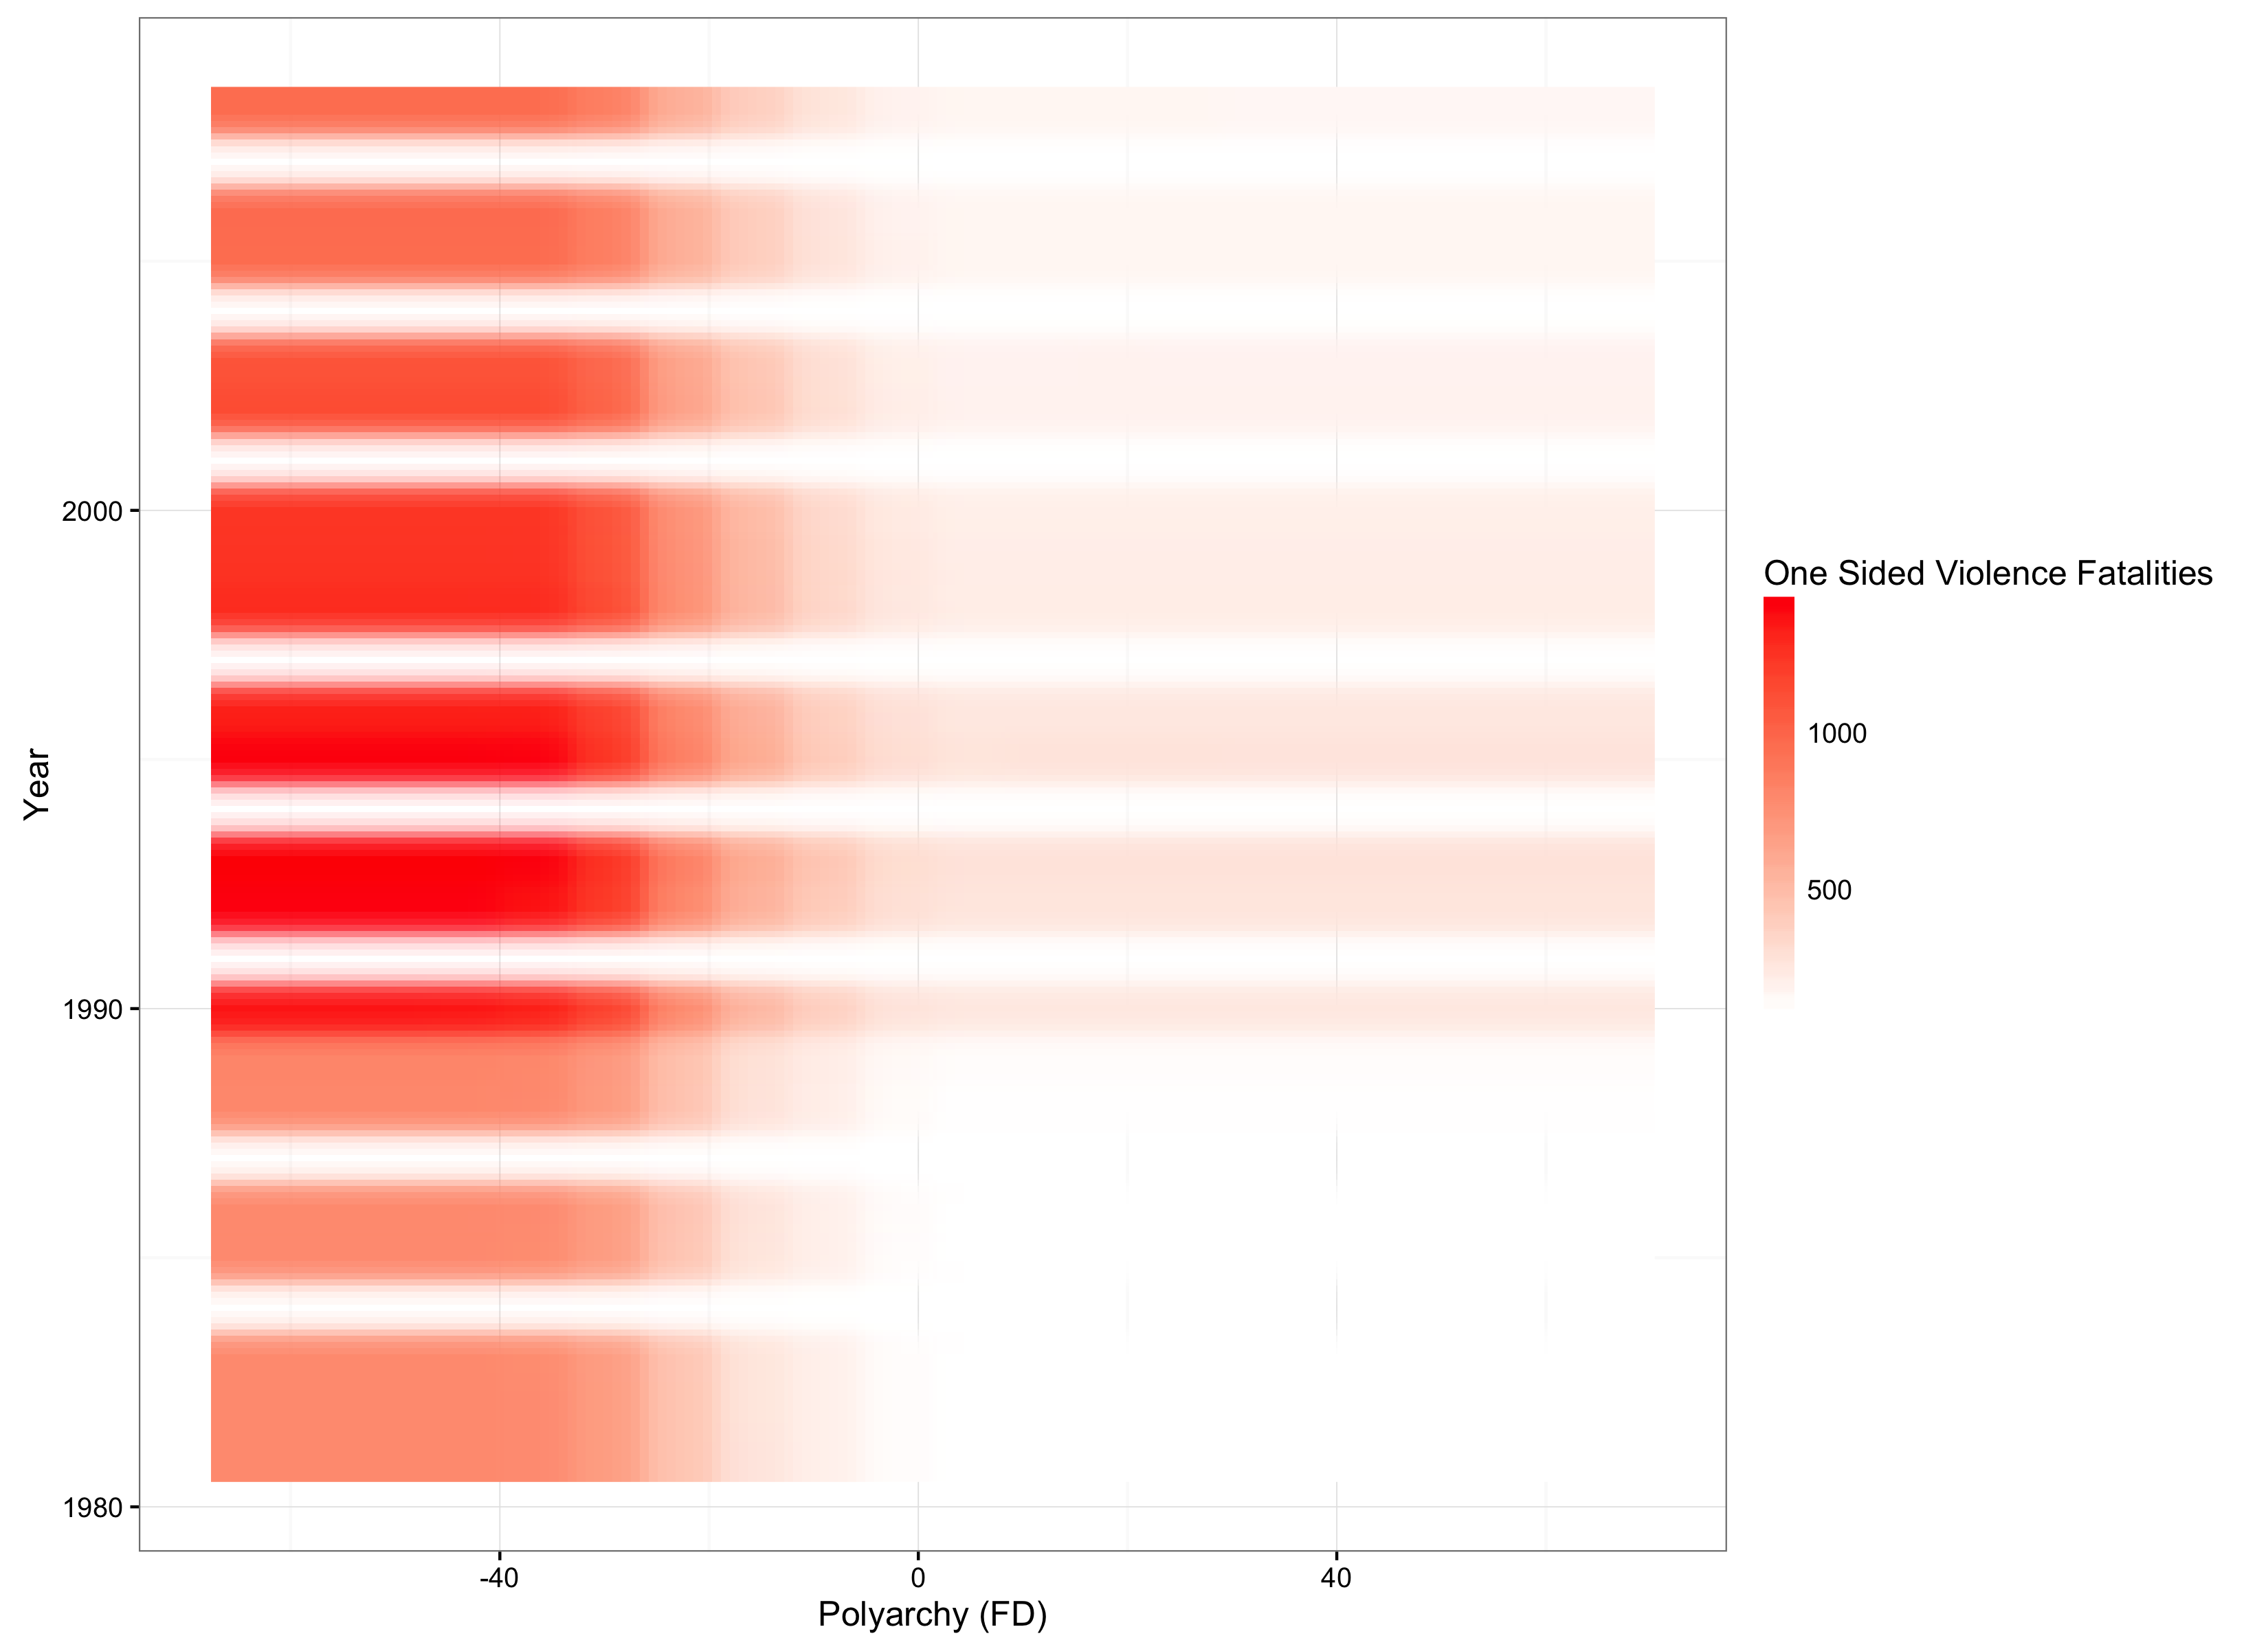 Year
2000
1990
1980
-40
0
40
Polyarchy (FD)
One Sided Violence Fatalities
1000
500